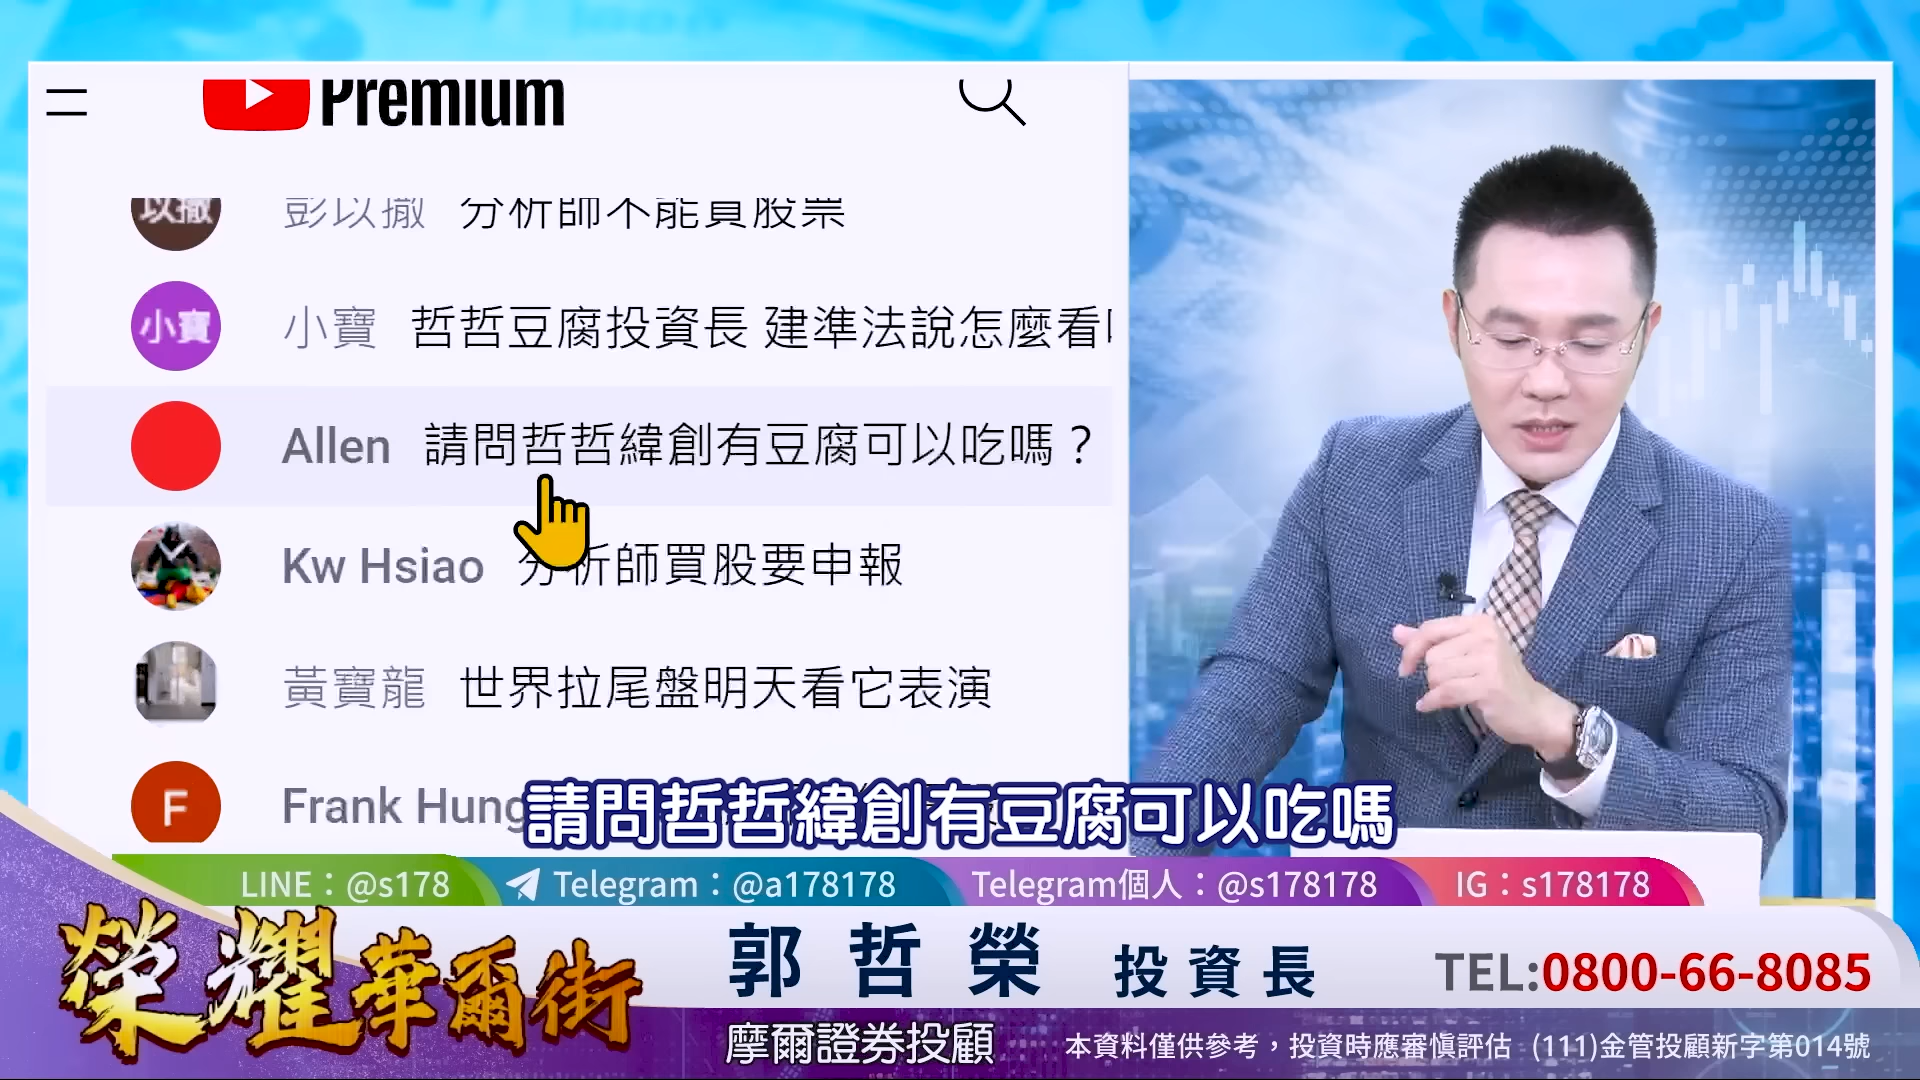 Premium
以撒 彭以撒 分析師不能買股票
小寶 小寶 哲哲豆腐投資長 建準法說怎麼看
Allen 請問哲哲緯創有豆腐可以吃嗎？
Kw Hsiao 分析師買股要申報
黃寶龍 世界拉尾盤明天看它表演
F Frank Hung
請問哲哲緯創有豆腐可以吃嗎
LINE：@s178 Telegram：@a178178 Telegram個人：@s178178 IG：s178178
榮耀華爾街
郭哲榮 投資長 TEL:0800-66-8085
摩爾證券投顧 本資料僅供參考，投資時應審慎評估 (111)金管投顧新字第014號